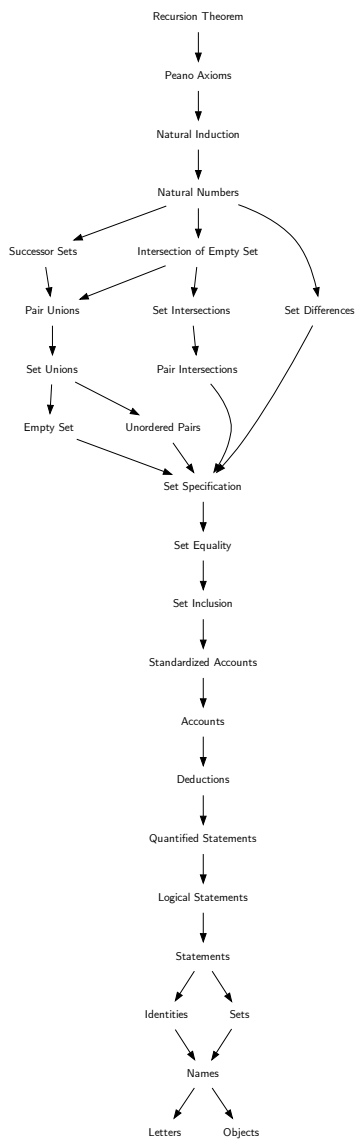 Recursion Theorem
Peano Axioms
Natural Induction
Natural Numbers
Successor Sets
Intersection of Empty Set
Pair Unions
Set Intersections
Set Differences
Set Unions
Pair Intersections
Empty Set
Unordered Pairs
Set Specification
Set Equality
Set Inclusion
Standardized Accounts
Accounts
Deductions
Quantified Statements
Logical Statements
Statements
Identities
Sets
Names
Letters
Objects